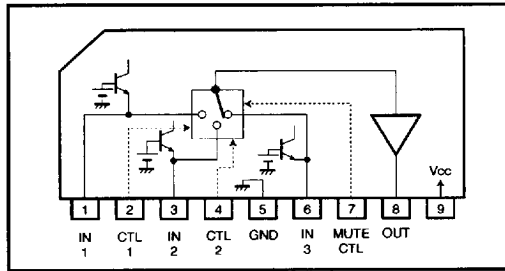 Vcc
1 2 3 4 5 6 7 8 9
IN CTL IN CTL GND IN MUTE OUT
1 1 2 2 3 CTL